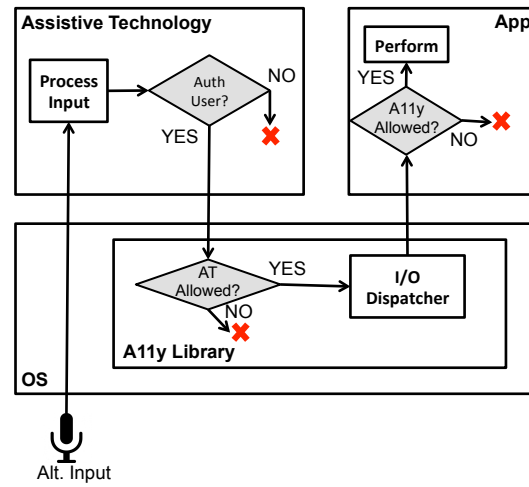 Assistive Technology
App
Process
Input
Auth
User?
NO
YES
Perform
YES
A11y
Allowed?
NO
AT
Allowed?
YES
NO
I/O
Dispatcher
A11y Library
OS
Alt. Input